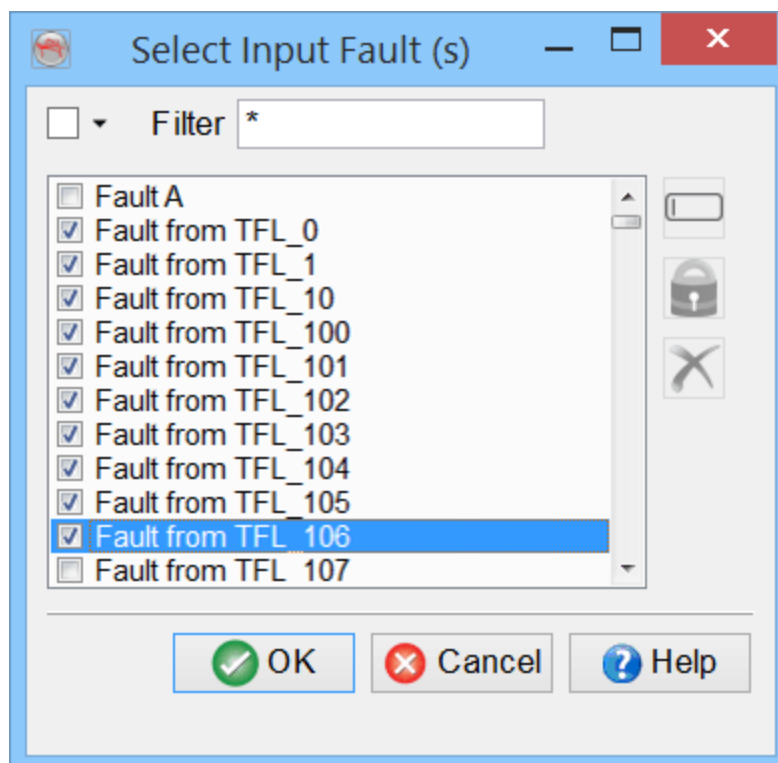 Select Input Fault (s)
Filter *
Fault A
Fault from TFL_0
Fault from TFL_1
Fault from TFL_10
Fault from TFL_100
Fault from TFL_101
Fault from TFL_102
Fault from TFL_103
Fault from TFL_104
Fault from TFL_105
Fault from TFL_106
Fault from TFL_107
OK Cancel Help